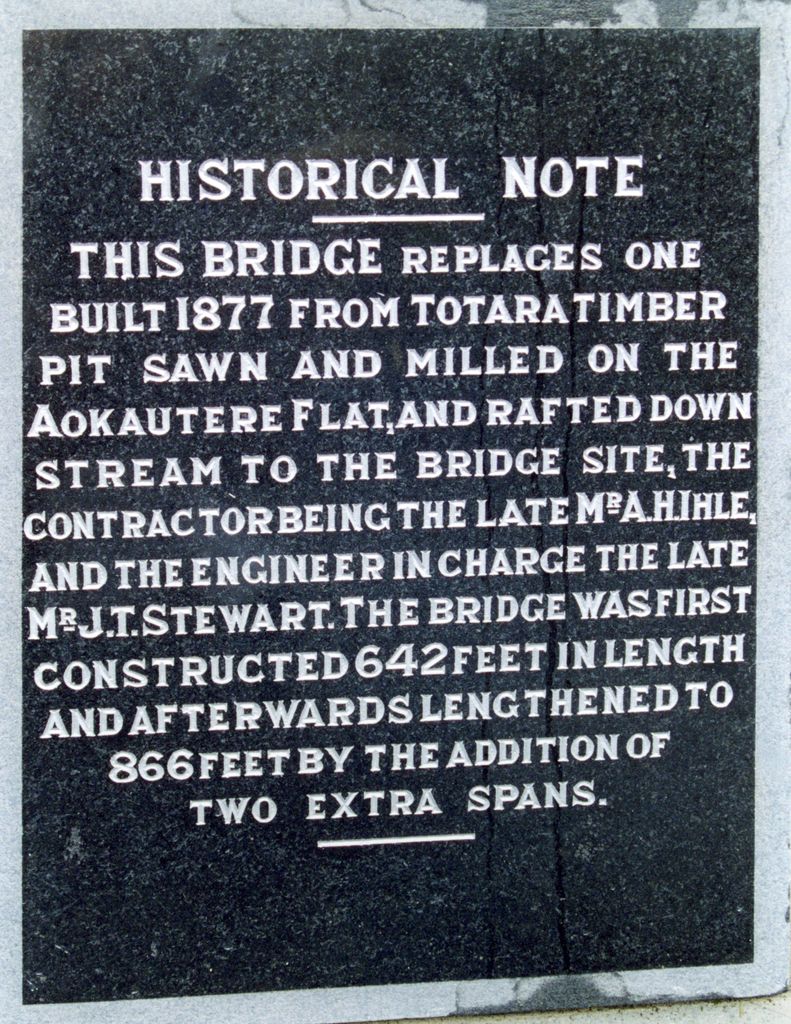 HISTORICAL NOTE
THIS BRIDGE REPLACES ONE
BUILT 1877 FROM TOTARA TIMBER
PIT SAWN AND MILLED ON THE
AOKAUTERE FLAT, AND RAFTED DOWN
STREAM TO THE BRIDGE SITE, THE
CONTRACTOR BEING THE LATE MR A.H.IHLE,
AND THE ENGINEER IN CHARGE THE LATE
MR J.T. STEWART. THE BRIDGE WAS FIRST
CONSTRUCTED 642 FEET IN LENGTH
AND AFTERWARDS LENGTHENED TO
866 FEET BY THE ADDITION OF
TWO EXTRA SPANS.